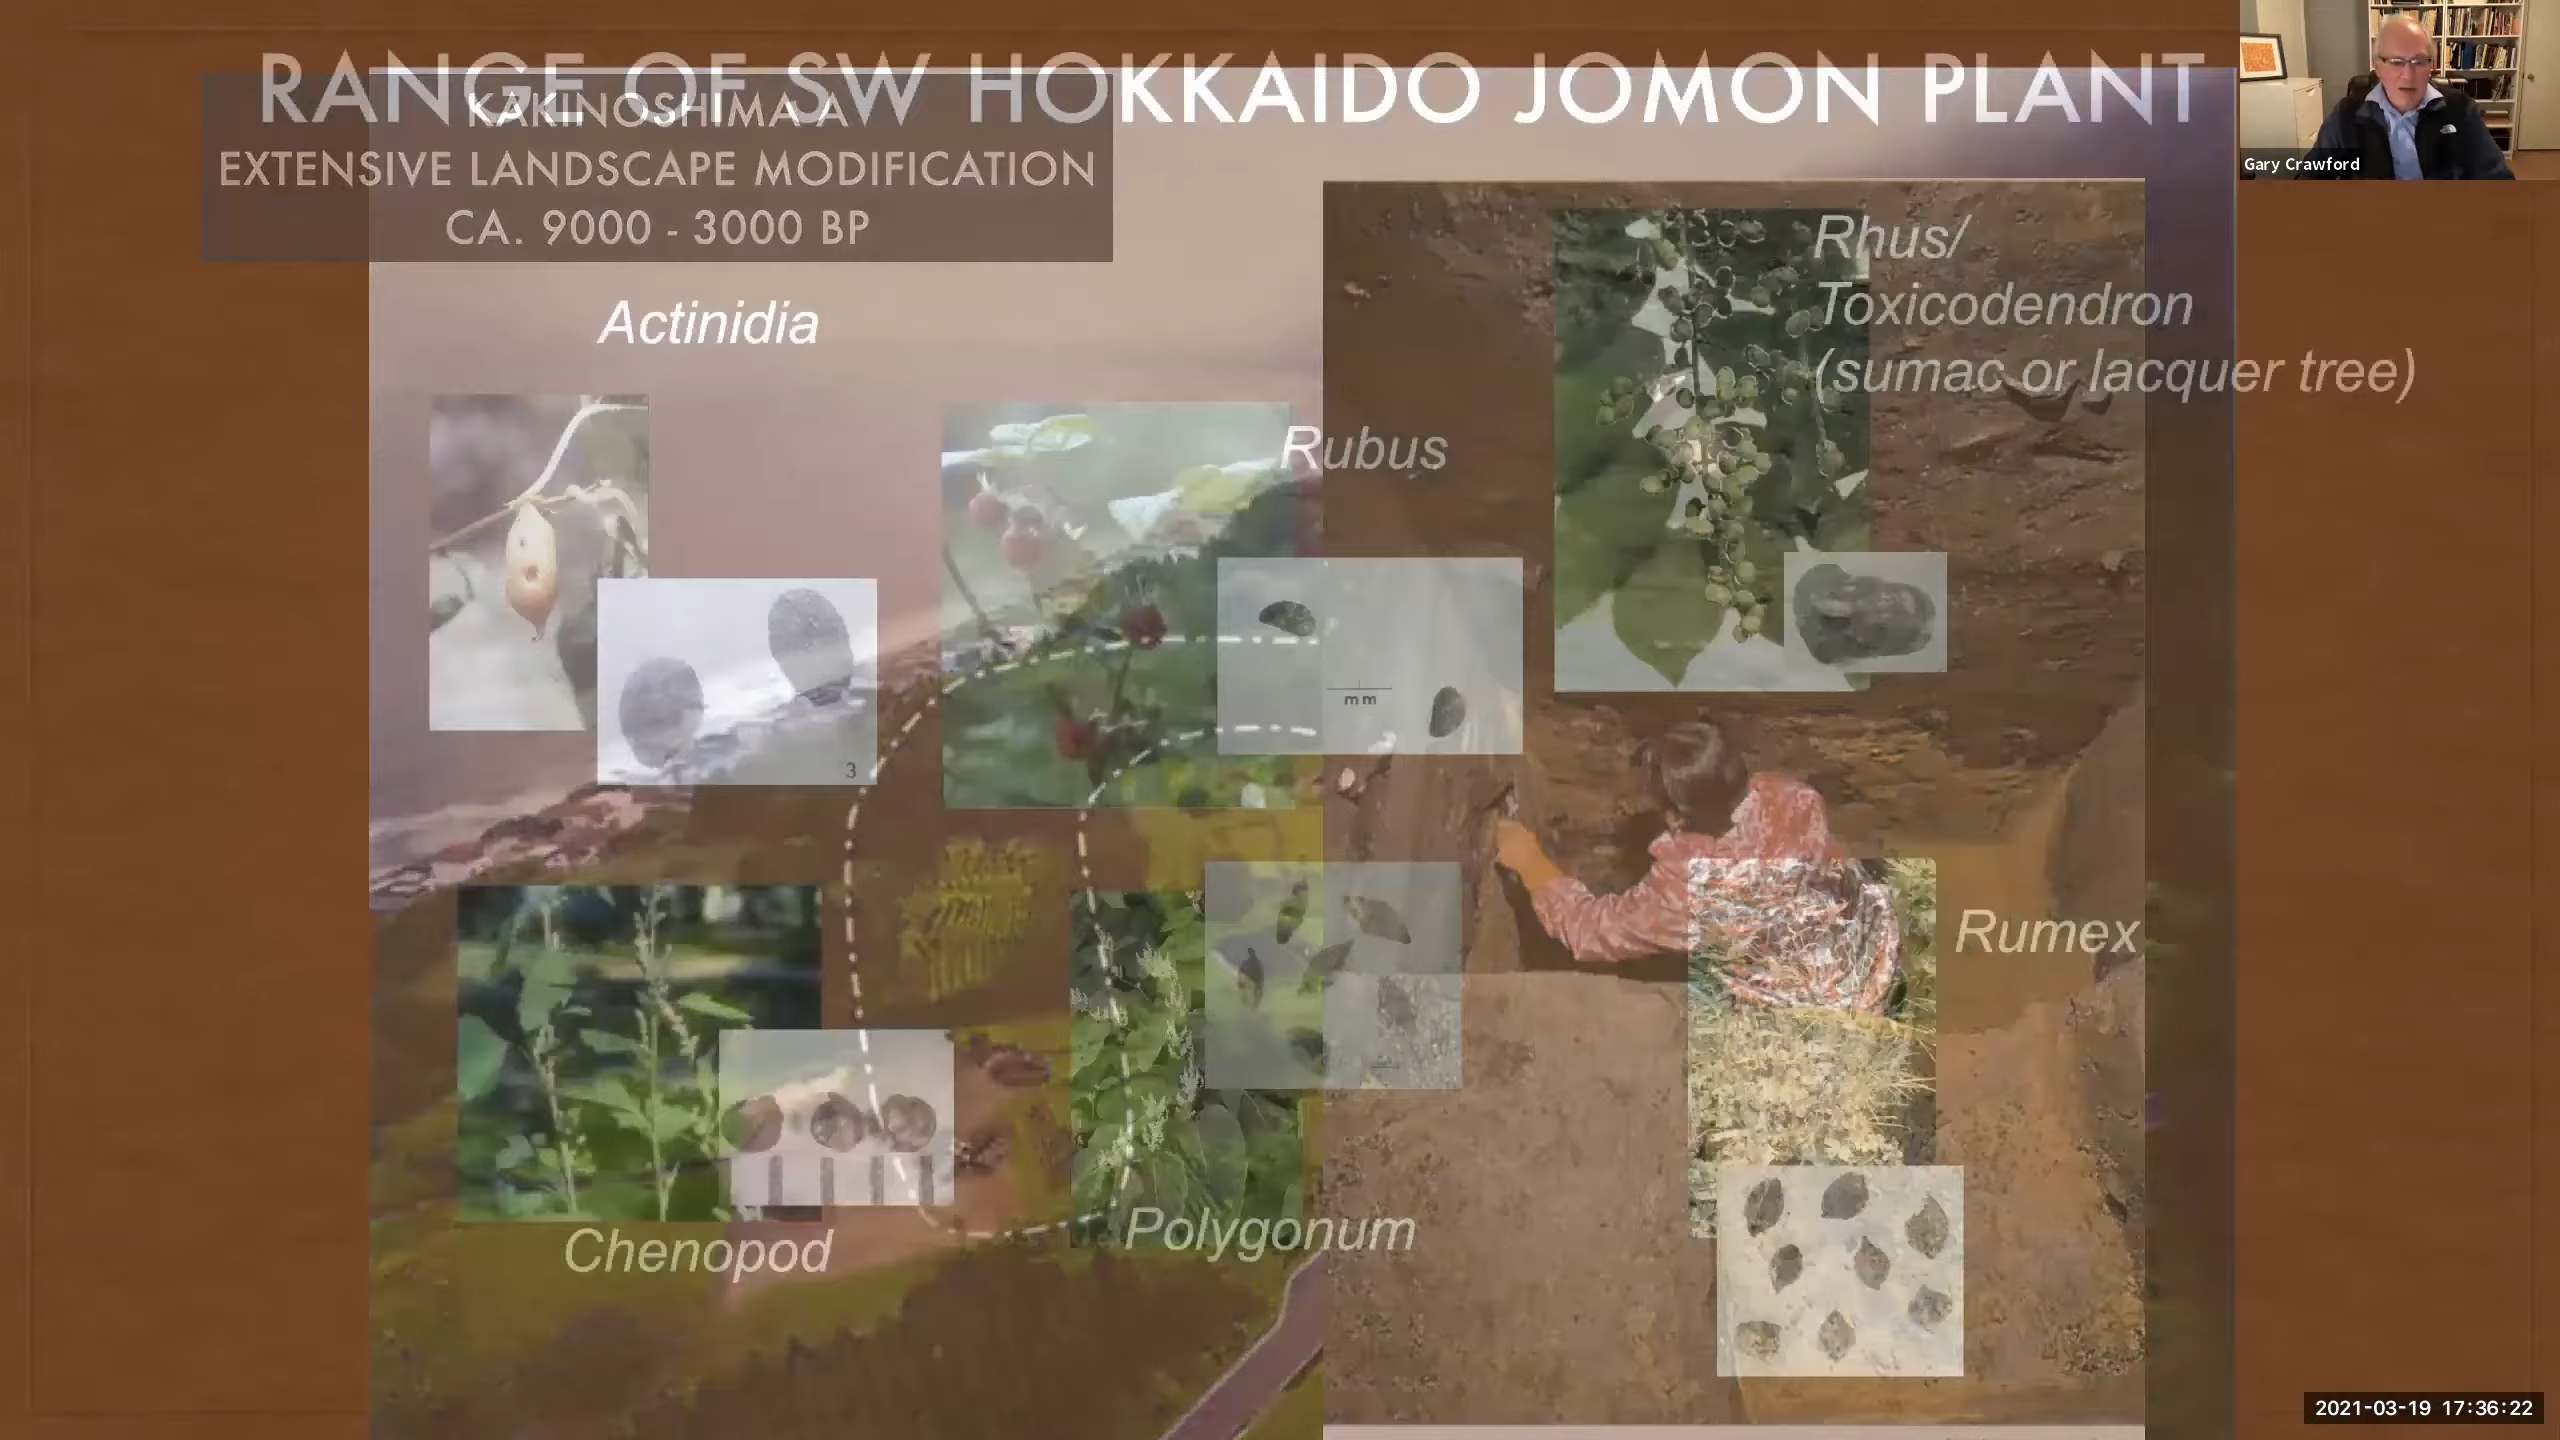 RANGE OF SW HOKKAIDO JOMON PLANT
KAKINOSHIMA A
EXTENSIVE LANDSCAPE MODIFICATION
CA. 9000 - 3000 BP
Gary Crawford
Actinidia
Rhus/
Toxicodendron
(sumac or lacquer tree)
Rubus
mm
3
Rumex
Chenopod
Polygonum
2021-03-19 17:36:22